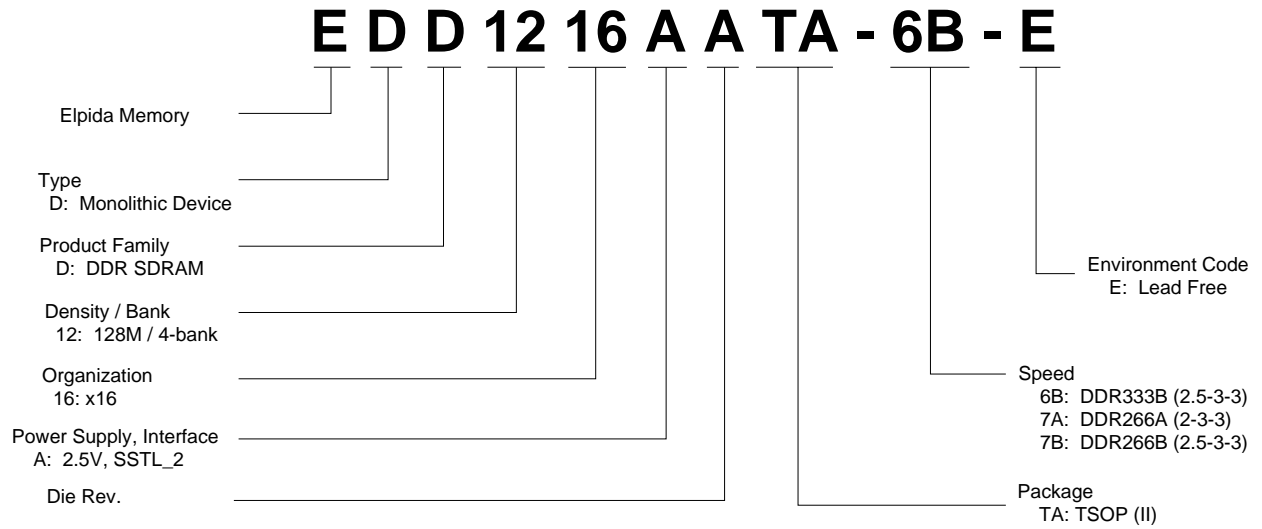 E D D 12 16 A A TA - 6B - E
Elpida Memory
Type
D: Monolithic Device
Product Family
D: DDR SDRAM
Density / Bank
12: 128M / 4-bank
Organization
16: x16
Power Supply, Interface
A: 2.5V, SSTL_2
Die Rev.
Environment Code
E: Lead Free
Speed
6B: DDR333B (2.5-3-3)
7A: DDR266A (2-3-3)
7B: DDR266B (2.5-3-3)
Package
TA: TSOP (II)